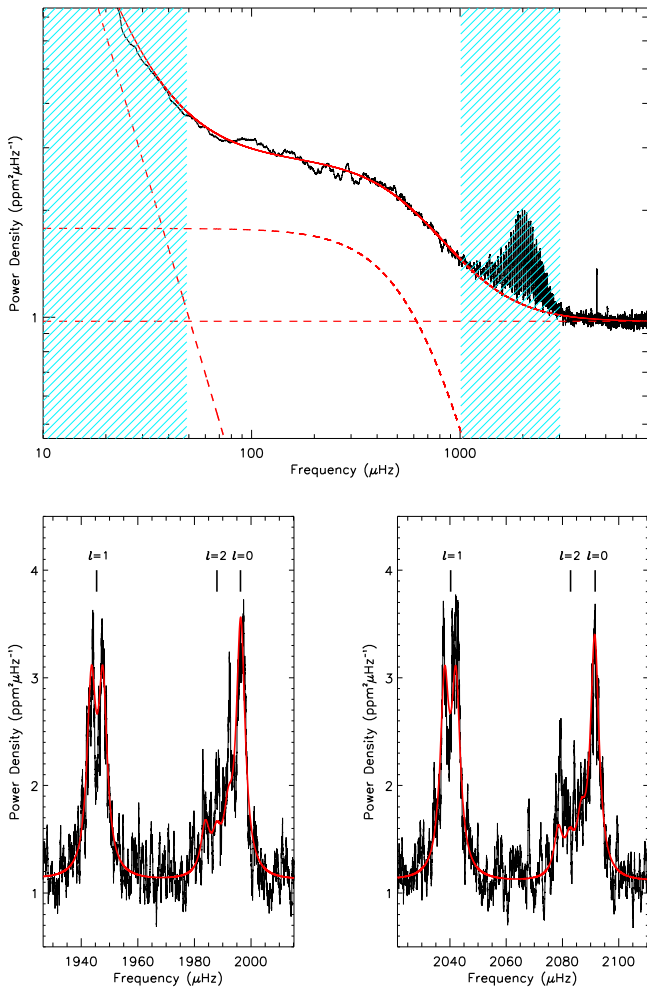 Power Density (ppm²μHz⁻¹)
1
10
100
1000
Frequency (μHz)
Power Density (ppm²μHz⁻¹)
4
3
2
1
l=1
l=2 l=0
1940
1960
1980
2000
Frequency (μHz)
Power Density (ppm²μHz⁻¹)
4
3
2
1
l=1
l=2 l=0
2040
2060
2080
2100
Frequency (μHz)